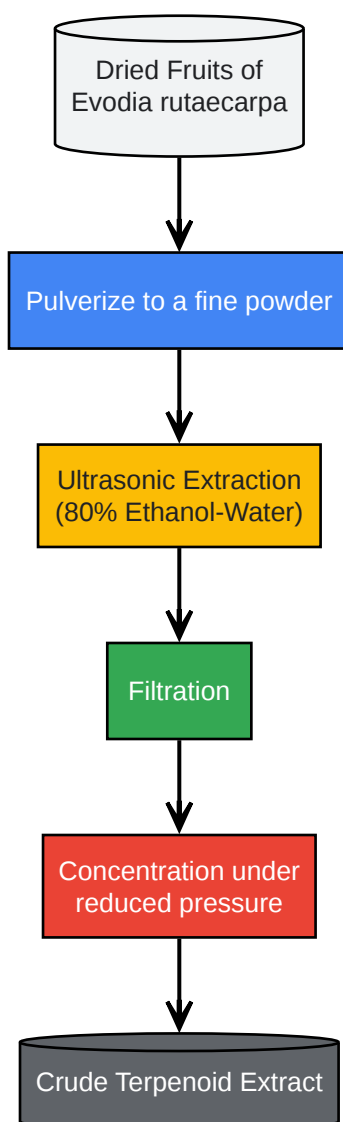 Dried Fruits of
Evodia rutaecarpa
Pulverize to a fine powder
Ultrasonic Extraction
(80% Ethanol-Water)
Filtration
Concentration under
reduced pressure
Crude Terpenoid Extract